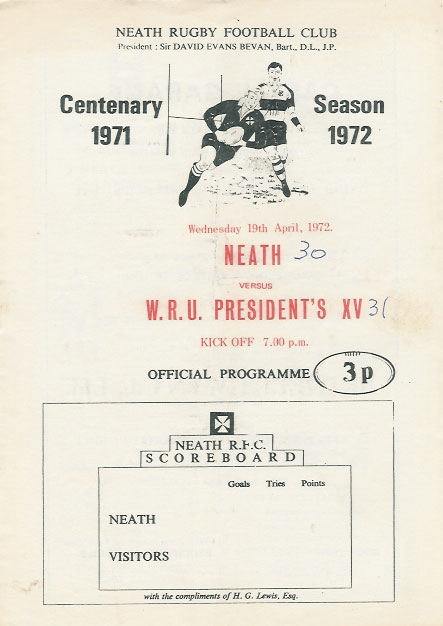 NEATH RUGBY FOOTBALL CLUB
President : Sir DAVID EVANS BEVAN, Bart., D.L., J.P.
Centenary Season
1971 1972
Wednesday 19th April, 1972.
NEATH 30
VERSUS
W.R.U. PRESIDENT'S XV 31
KICK OFF 7.00 p.m.
OFFICIAL PROGRAMME 3p
NEATH R.F.C.
SCOREBOARD
Goals Tries Points
NEATH
VISITORS
with the compliments of H. G. Lewis, Esq.